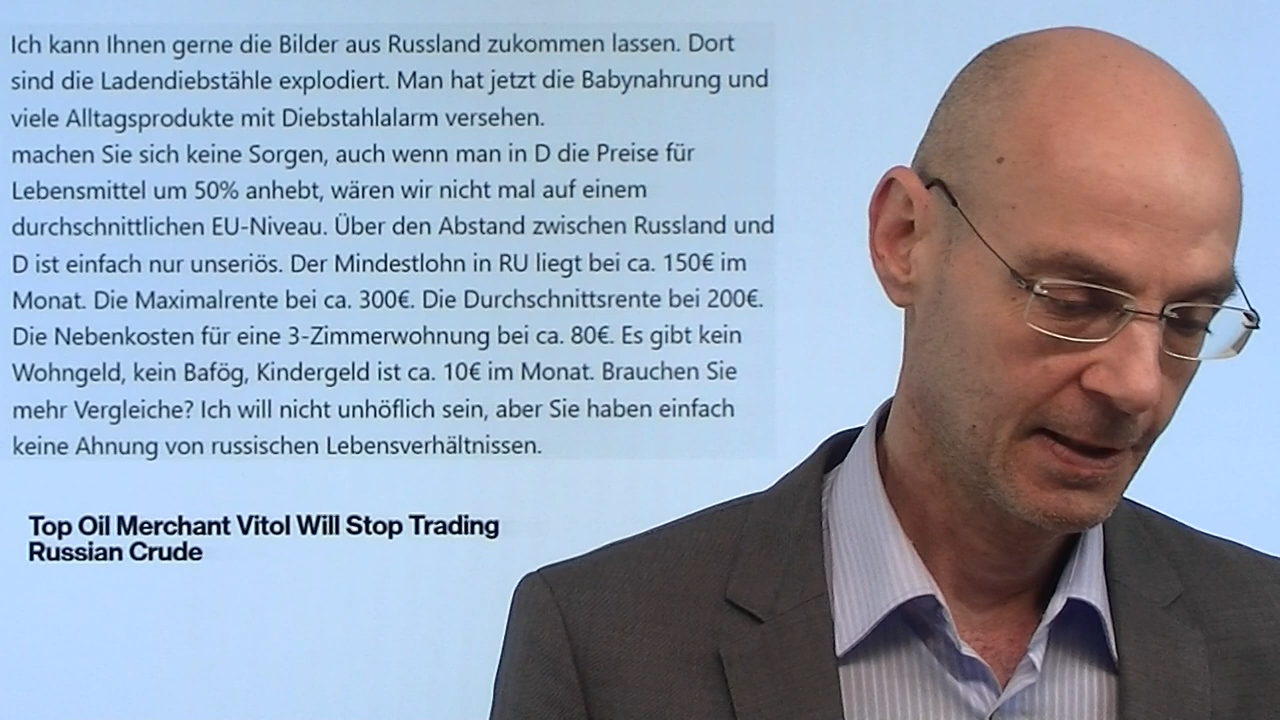 Ich kann Ihnen gerne die Bilder aus Russland zukommen lassen. Dort
sind die Ladendiebstähle explodiert. Man hat jetzt die Babynahrung und
viele Alltagsprodukte mit Diebstahlalarm versehen.
machen Sie sich keine Sorgen, auch wenn man in D die Preise für
Lebensmittel um 50% anhebt, wären wir nicht mal auf einem
durchschnittlichen EU-Niveau. Über den Abstand zwischen Russland und
D ist einfach nur unseriös. Der Mindestlohn in RU liegt bei ca. 150€ im
Monat. Die Maximalrente bei ca. 300€. Die Durchschnittsrente bei 200€.
Die Nebenkosten für eine 3-Zimmerwohnung bei ca. 80€. Es gibt kein
Wohngeld, kein Bafög, Kindergeld ist ca. 10€ im Monat. Brauchen Sie
mehr Vergleiche? Ich will nicht unhöflich sein, aber Sie haben einfach
keine Ahnung von russischen Lebensverhältnissen.
Top Oil Merchant Vitol Will Stop Trading
Russian Crude